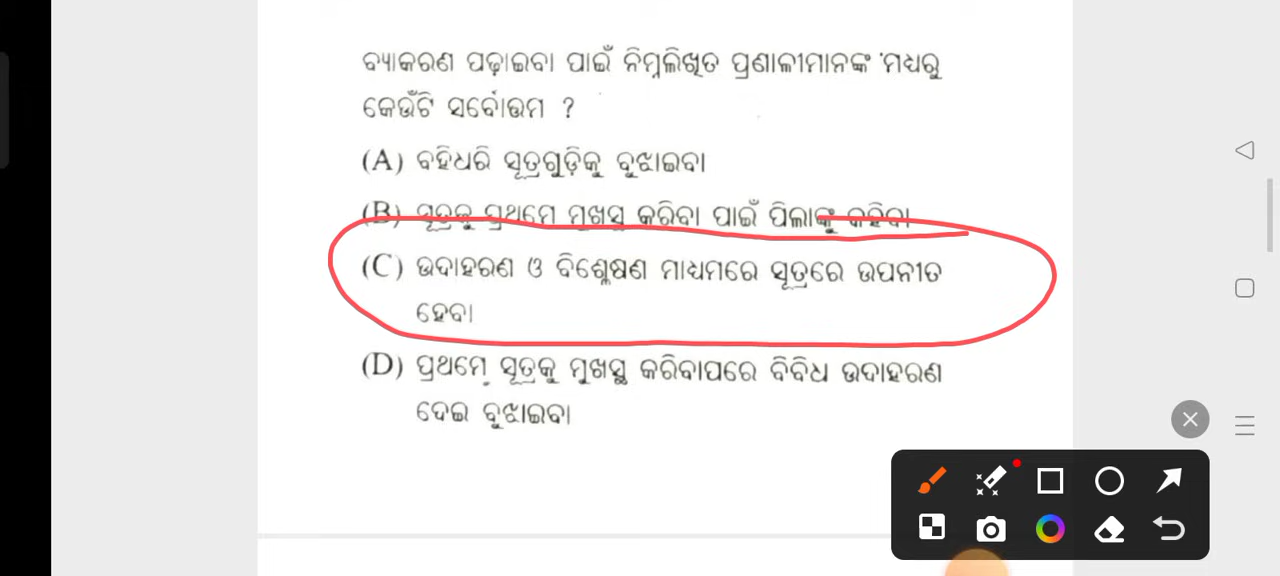 ବ୍ୟାକରଣ ପଢ଼ାଇବା ପାଇଁ ନିମ୍ନଲିଖିତ ପ୍ରଣାଳୀମାନଙ୍କ ମଧ୍ୟରୁ
କେଉଁଟି ସର୍ବୋତ୍ତମ ?
(A) ବହିଧରି ସୂତ୍ରଗୁଡ଼ିକୁ ବୁଝାଇବା
(B) ସୂତ୍ରକୁ ପ୍ରଥମେ ମୁଖସ୍ଥ କରିବା ପାଇଁ ପିଲାଙ୍କୁ କହିବା
(C) ଉଦାହରଣ ଓ ବିଶ୍ଳେଷଣ ମାଧ୍ୟମରେ ସୂତ୍ରରେ ଉପନୀତ
ହେବା
(D) ପ୍ରଥମେ ସୂତ୍ରକୁ ମୁଖସ୍ଥ କରିବାପରେ ବିବିଧ ଉଦାହରଣ
ଦେଇ ବୁଝାଇବା